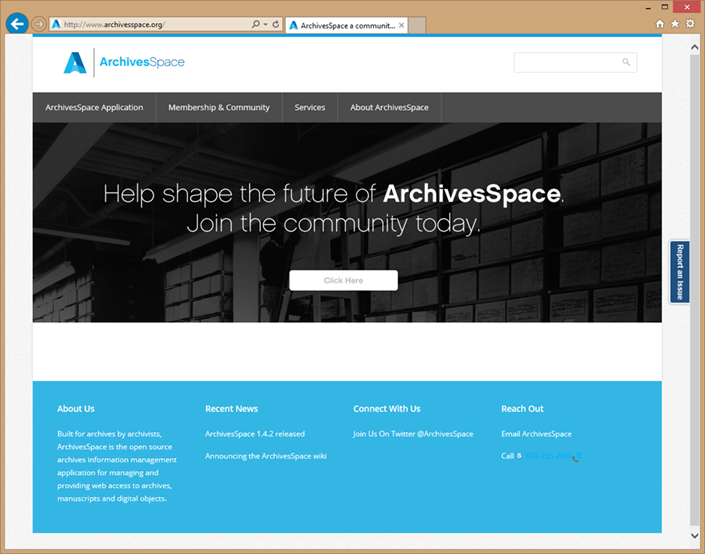 http://www.archivesspace.org/
ArchivesSpace a communit...
ArchivesSpace
ArchivesSpace Application
Membership & Community
Services
About ArchivesSpace
Help shape the future of ArchivesSpace.
Join the community today.
Click Here
Report an Issue
About Us
Built for archives by archivists,
ArchivesSpace is the open source
archives information management
application for managing and
providing web access to archives,
manuscripts and digital objects.
Recent News
ArchivesSpace 1.4.2 released
Announcing the ArchivesSpace wiki
Connect With Us
Join Us On Twitter @ArchivesSpace
Reach Out
Email ArchivesSpace
Call